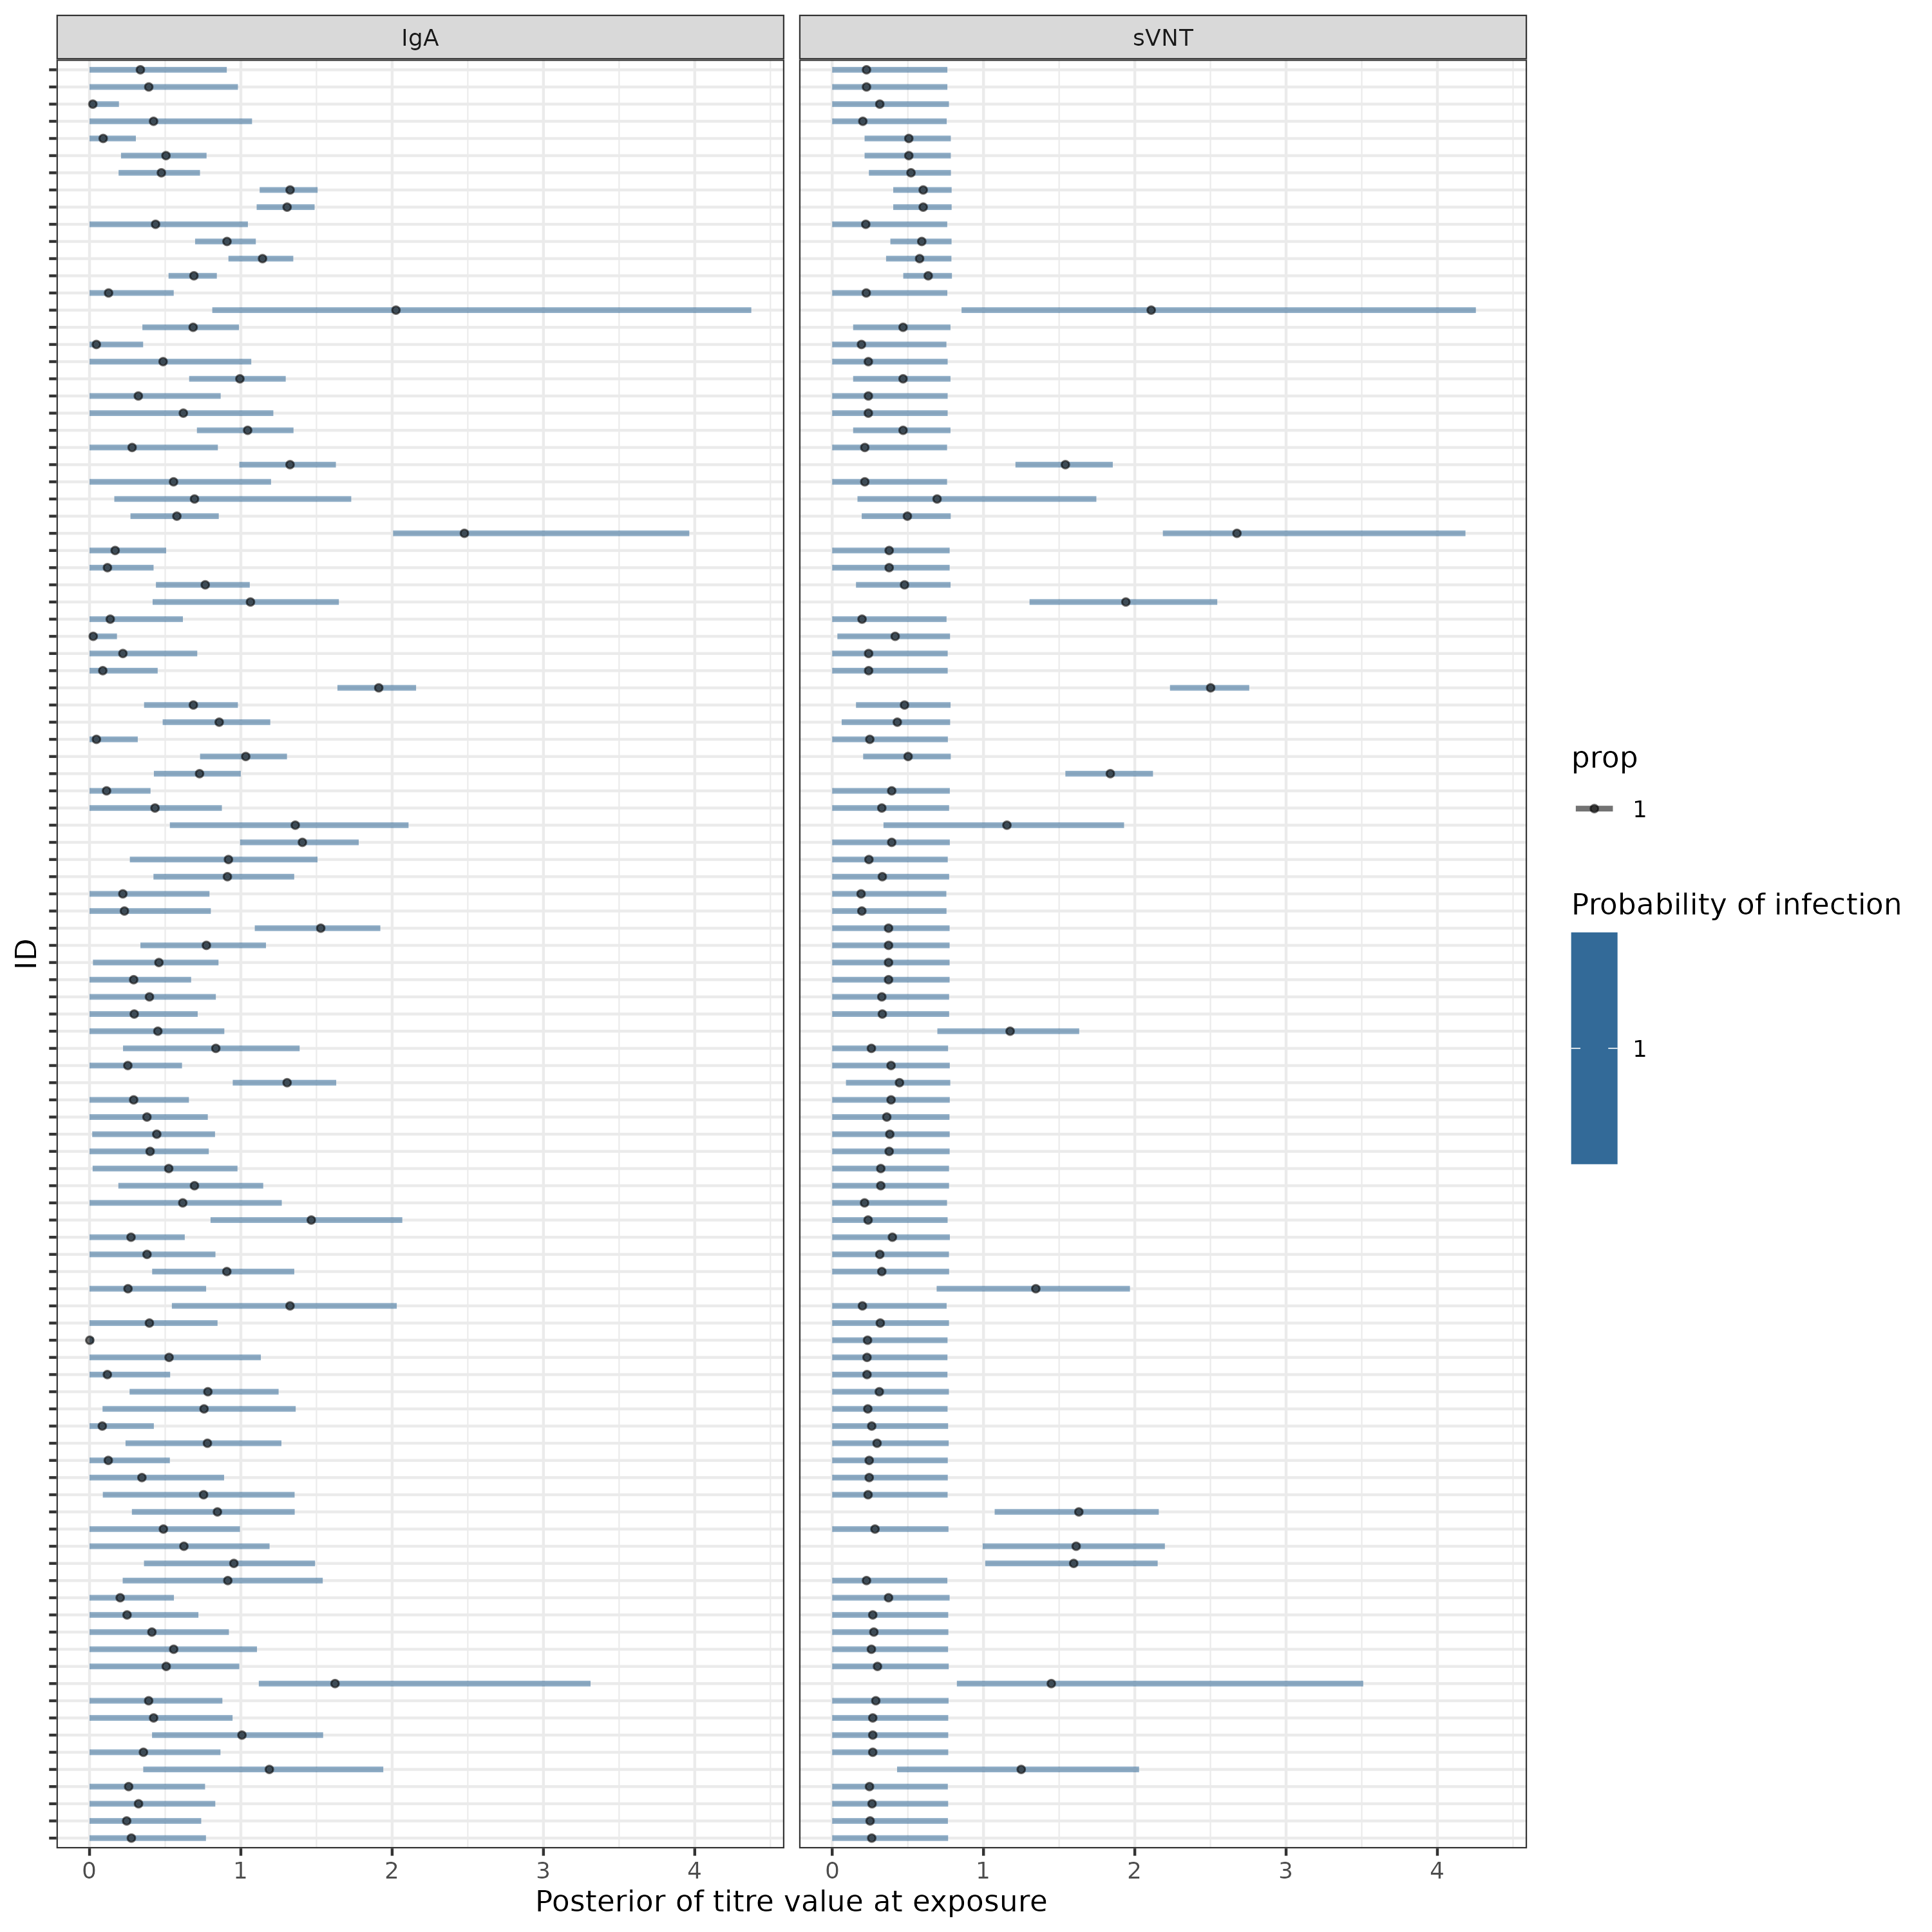 IgA
sVNT
ID
prop
1
Probability of infection
1
0 1 2 3 4
0 1 2 3 4
Posterior of titre value at exposure